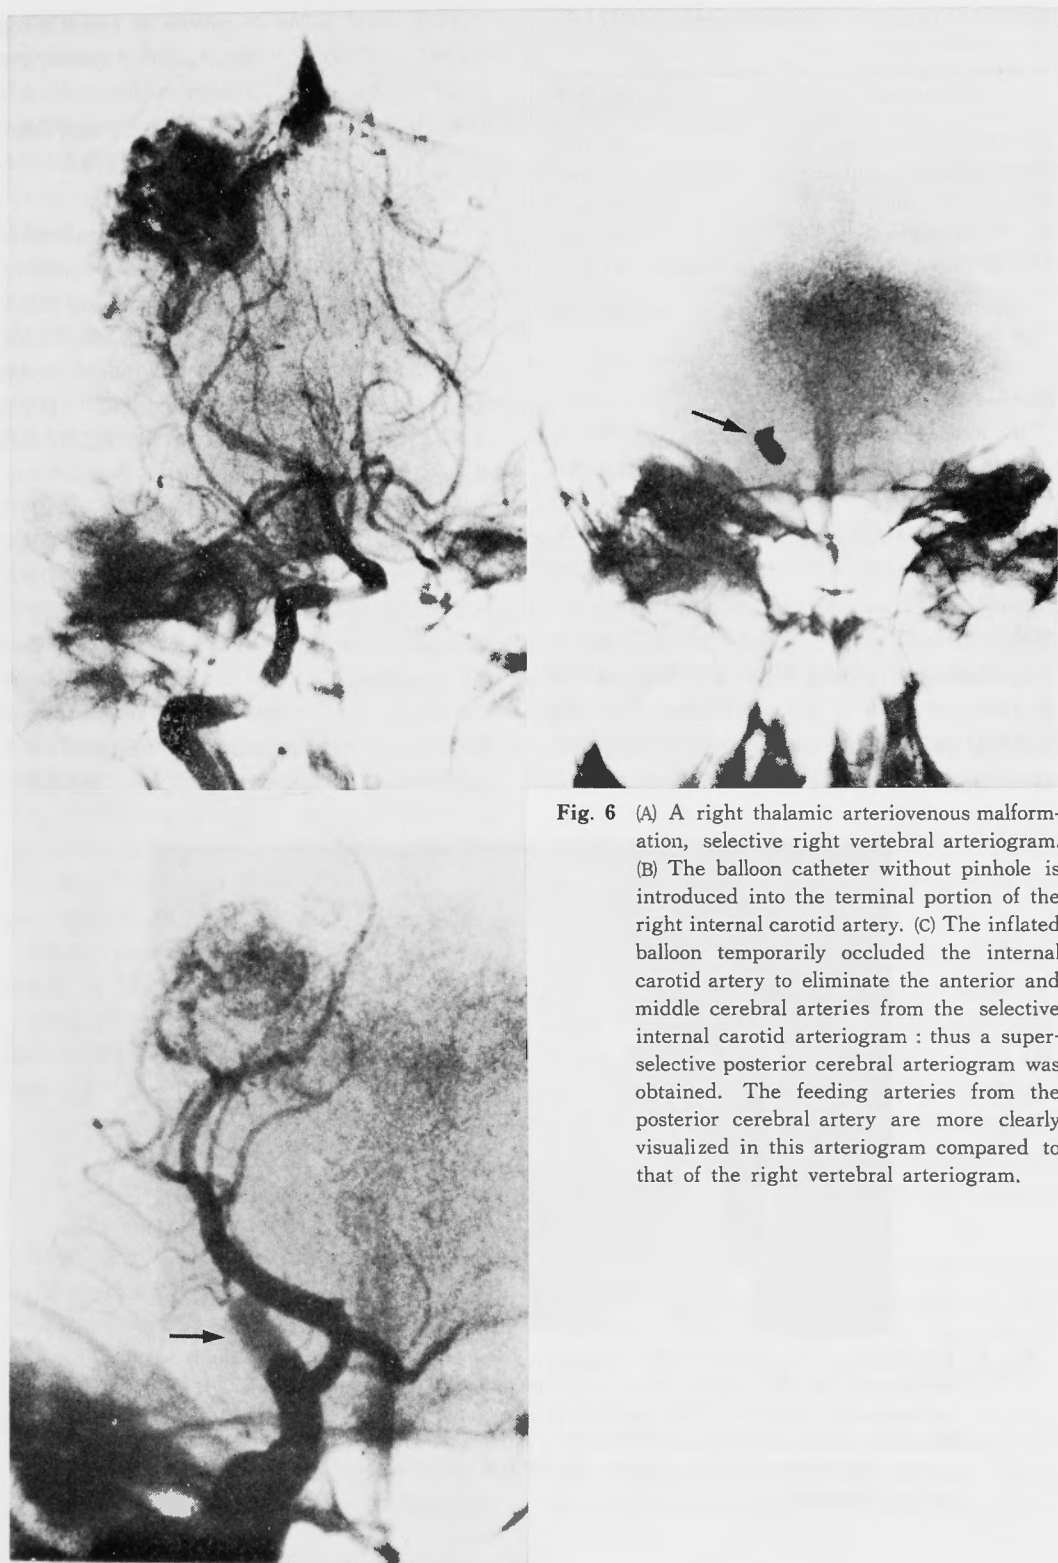 Fig. 6 (A) A right thalamic arteriovenous malform-
ation, selective right vertebral arteriogram.
(B) The balloon catheter without pinhole is
introduced into the terminal portion of the
right internal carotid artery. (C) The inflated
balloon temporarily occluded the internal
carotid artery to eliminate the anterior and
middle cerebral arteries from the selective
internal carotid arteriogram : thus a super-
selective posterior cerebral arteriogram was
obtained. The feeding arteries from the
posterior cerebral artery are more clearly
visualized in this arteriogram compared to
that of the right vertebral arteriogram.